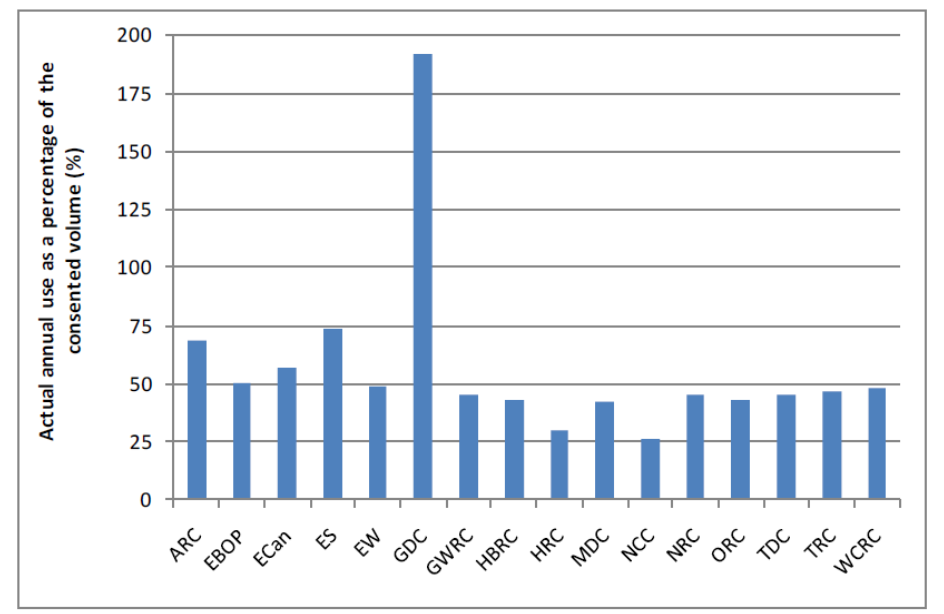 Actual annual use as a percentage of the
consented volume (%)
200
175
150
125
100
75
50
25
0
ARC
EBOP
ECan
ES
EW
GDC
GWRC
HBRC
HRC
MDC
NCC
NRC
ORC
TDC
TRC
WCRC